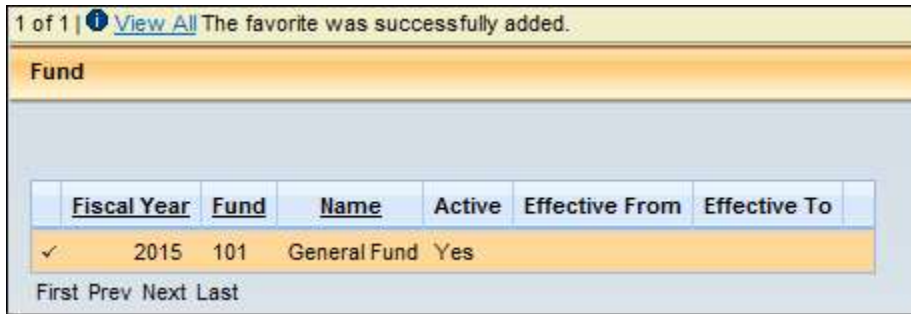 1 of 1 | View All The favorite was successfully added.
Fund
Fiscal Year Fund Name Active Effective From Effective To
2015 101 General Fund Yes
First Prev Next Last